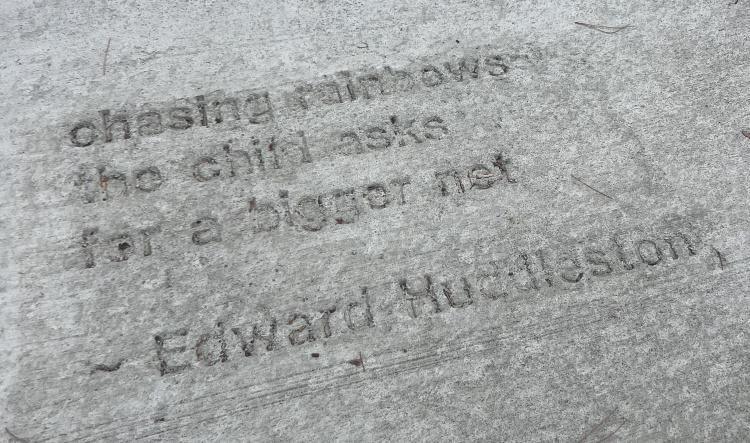 chasing rainbows
the child asks
for a bigger net
~ Edward Huddleston,